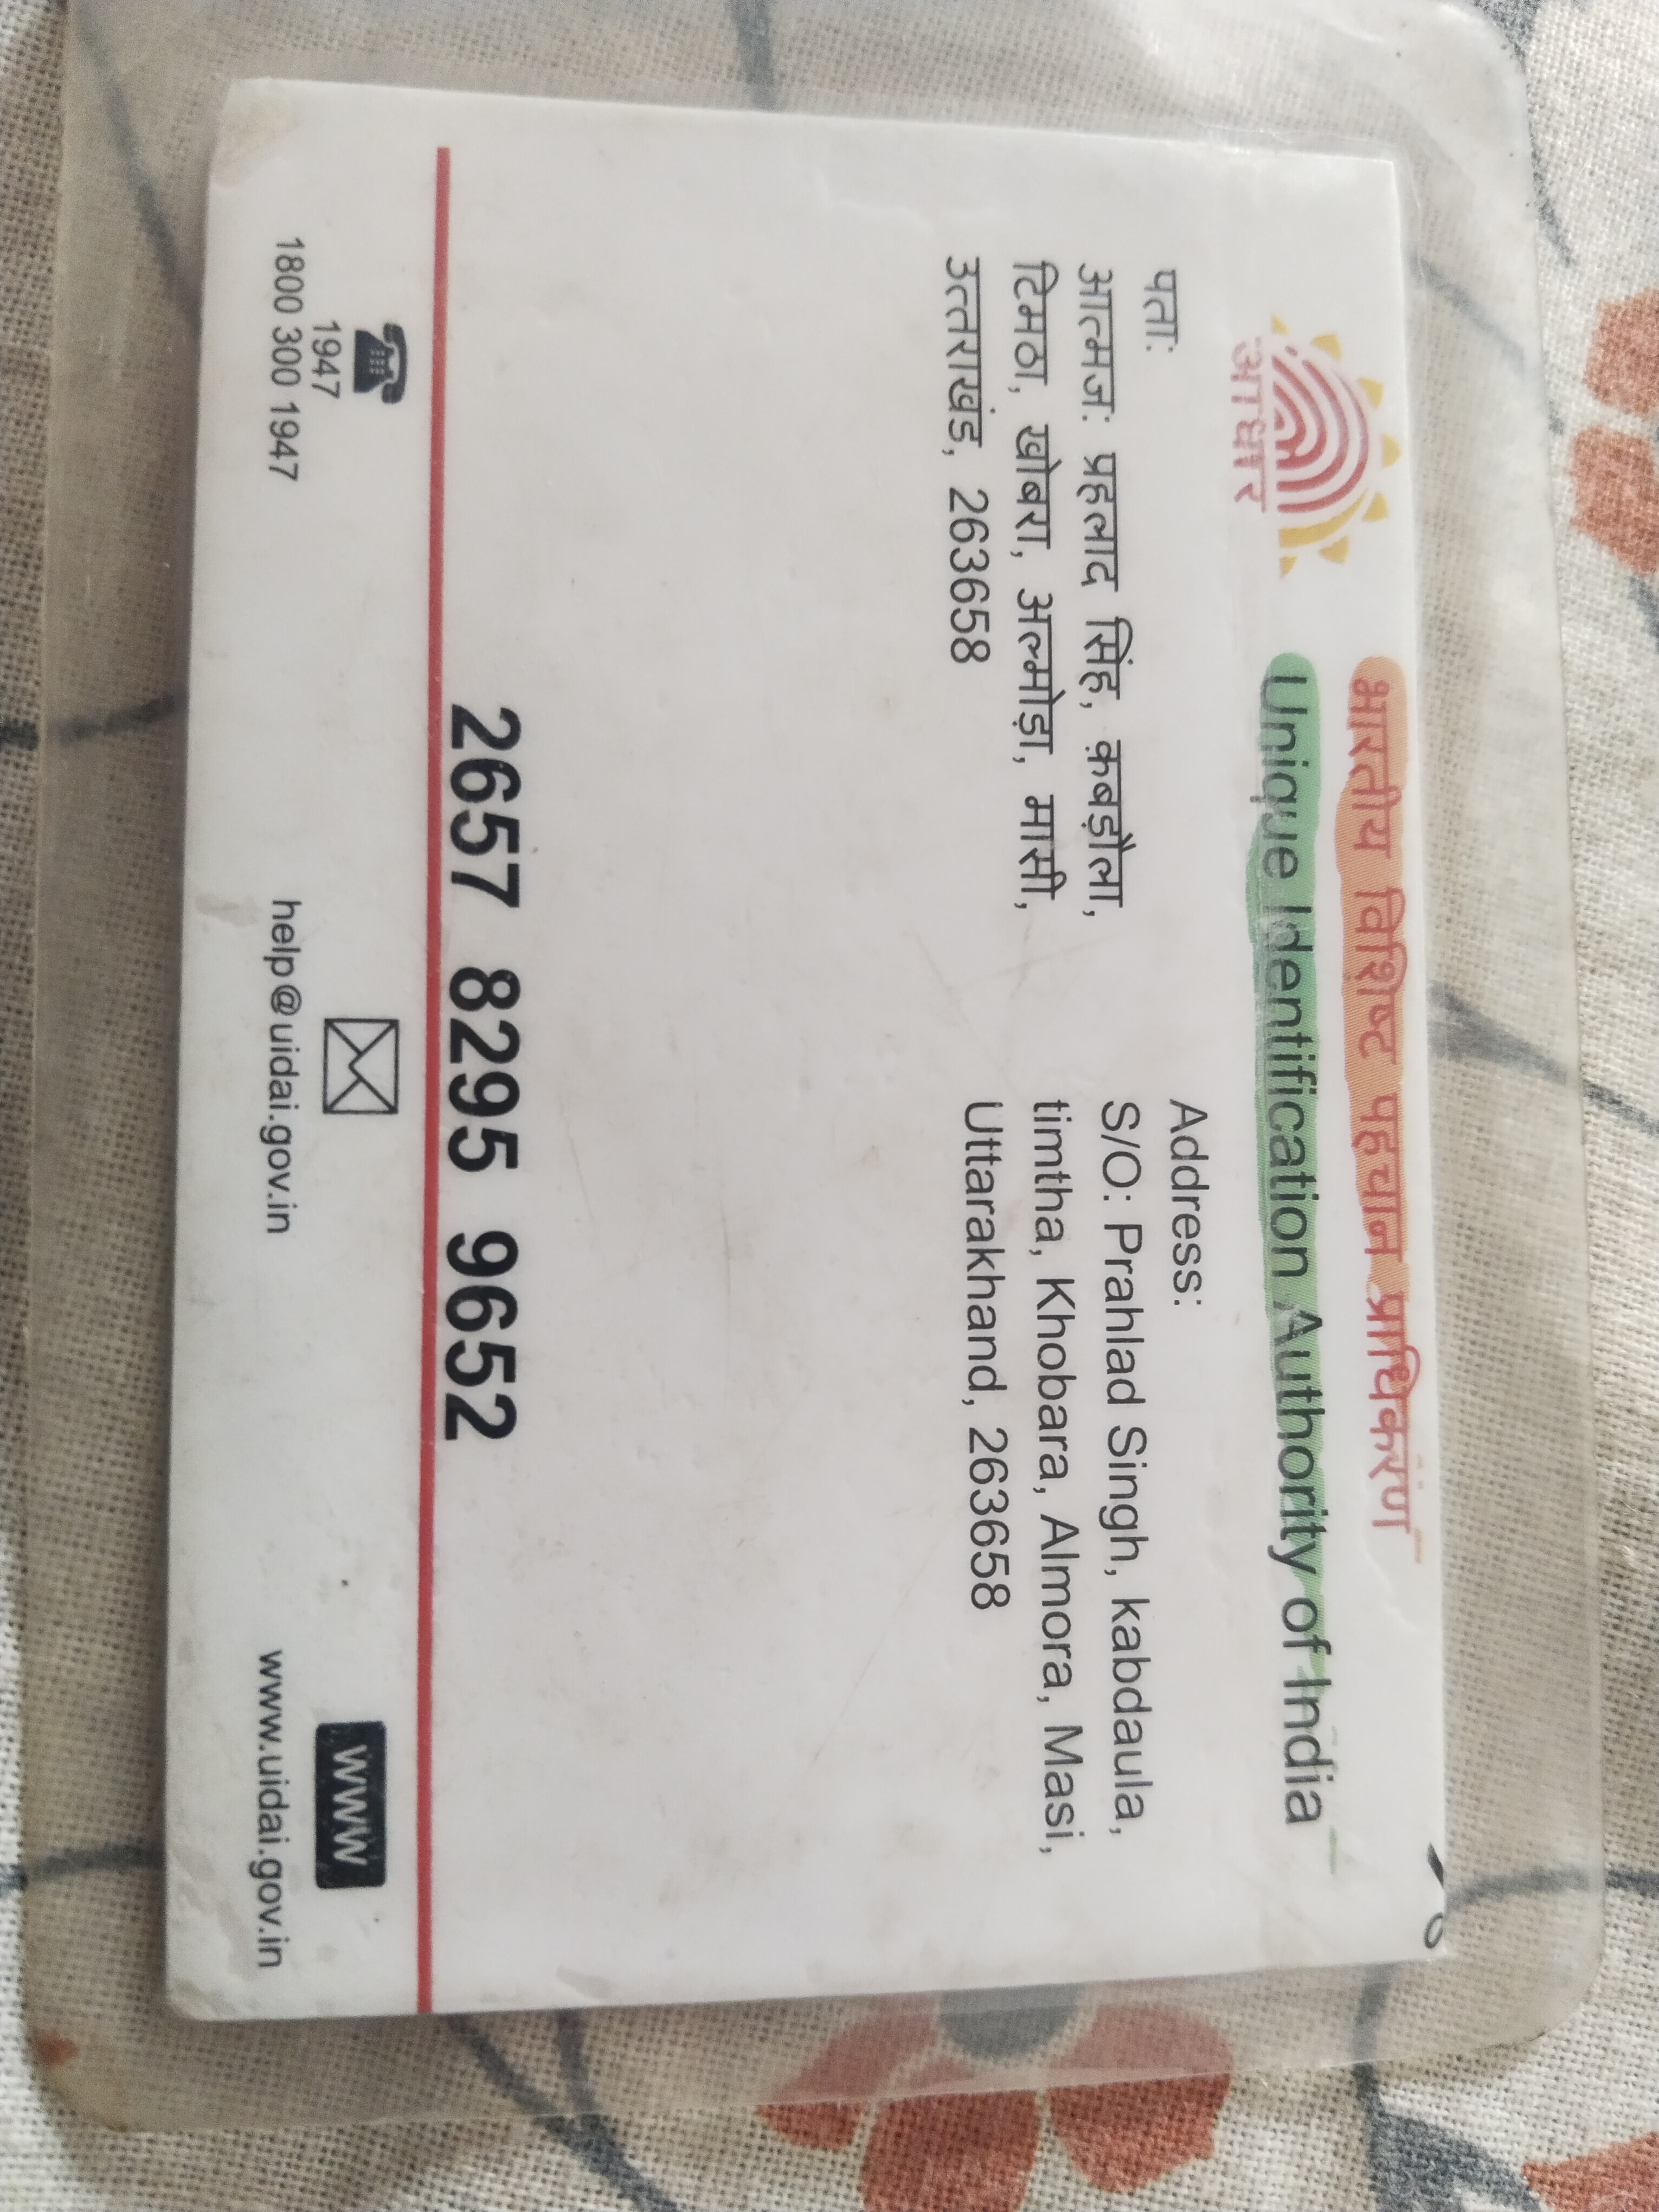 भारतीय विशिष्ट पहचान प्राधिकरण
Unique Identification Authority of India
आधार
पता:
आत्मज: प्रहलाद सिंह, क़बड़ौला,
टिमठा, खोबरा, अल्मोड़ा, मासी,
उत्तराखंड, 263658
Address:
S/O: Prahlad Singh, kabdaula,
timtha, Khobara, Almora, Masi,
Uttarakhand, 263658
2657 8295 9652
1947
1800 300 1947
help@uidai.gov.in
www
www.uidai.gov.in